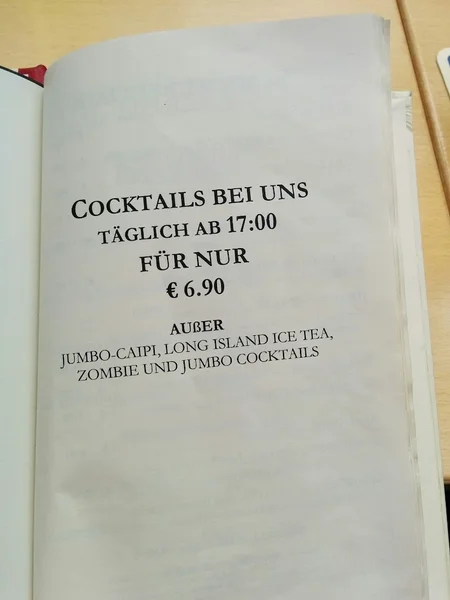 COCKTAILS BEI UNS
TÄGLICH AB 17:00
FÜR NUR
€ 6.90
AUßER
JUMBO-CAIPI, LONG ISLAND ICE TEA,
ZOMBIE UND JUMBO COCKTAILS